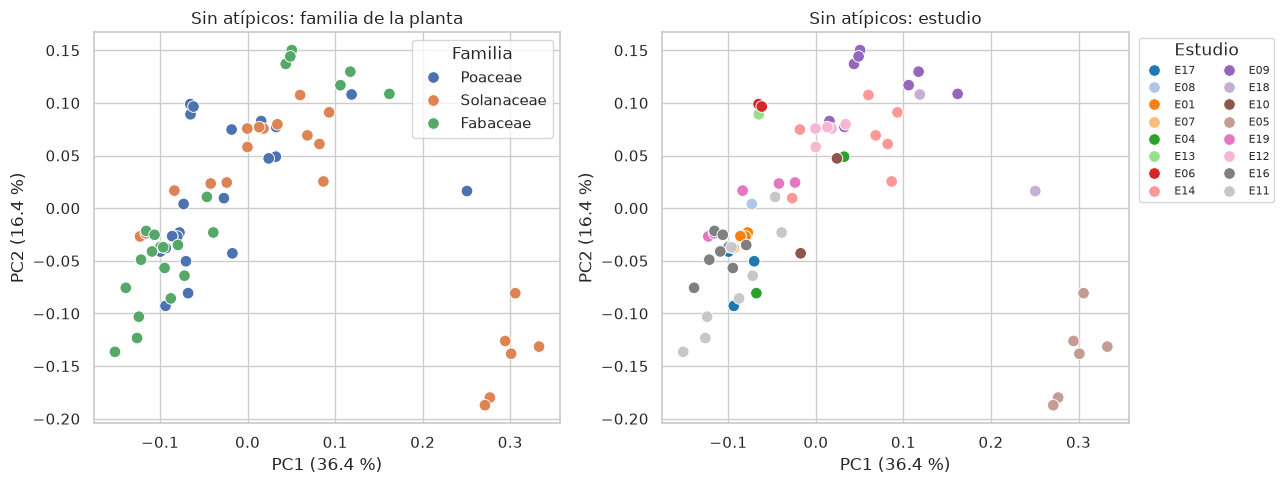 Sin atípicos: familia de la planta
Familia
Poaceae
Solanaceae
Fabaceae
0.15
0.10
0.05
0.00
−0.05
−0.10
−0.15
−0.20
PC2 (16.4 %)
−0.1
0.0
0.1
0.2
0.3
PC1 (36.4 %)
Sin atípicos: estudio
0.15
0.10
0.05
0.00
−0.05
−0.10
−0.15
−0.20
PC2 (16.4 %)
−0.1
0.0
0.1
0.2
0.3
PC1 (36.4 %)
Estudio
E17 E09
E08 E18
E01 E10
E07 E05
E04 E19
E13 E12
E06 E16
E14 E11